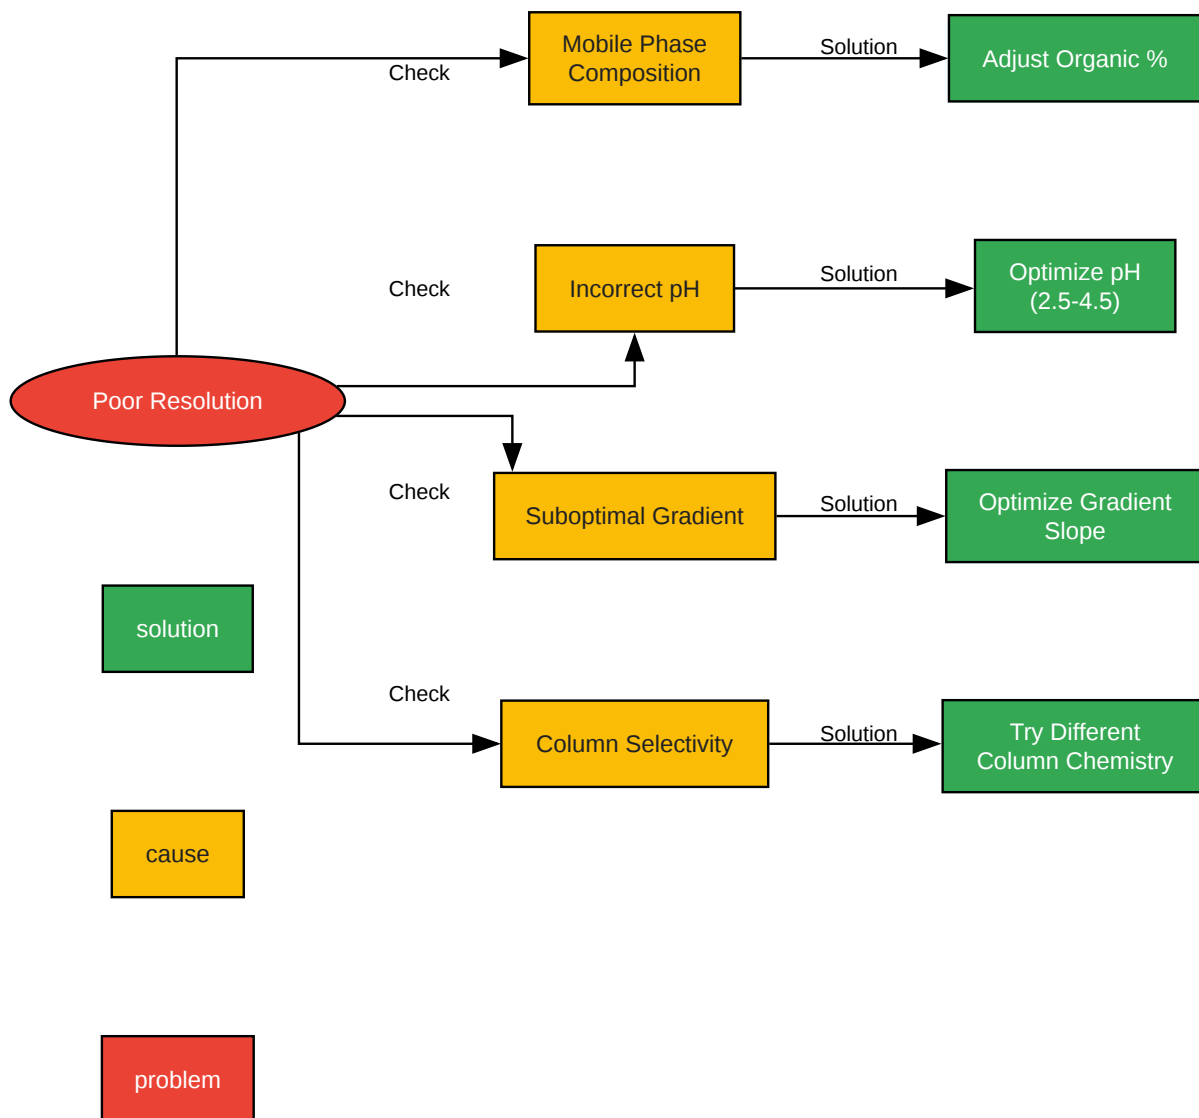 Mobile Phase
Composition
Solution
Adjust Organic %
Check
Check
Incorrect pH
Solution
Optimize pH
(2.5-4.5)
Poor Resolution
Check
Suboptimal Gradient
Solution
Optimize Gradient
Slope
solution
Check
Column Selectivity
Solution
Try Different
Column Chemistry
cause
problem